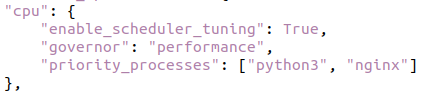 "cpu": {
    "enable_scheduler_tuning": True,
    "governor": "performance",
    "priority_processes": ["python3", "nginx"]
},